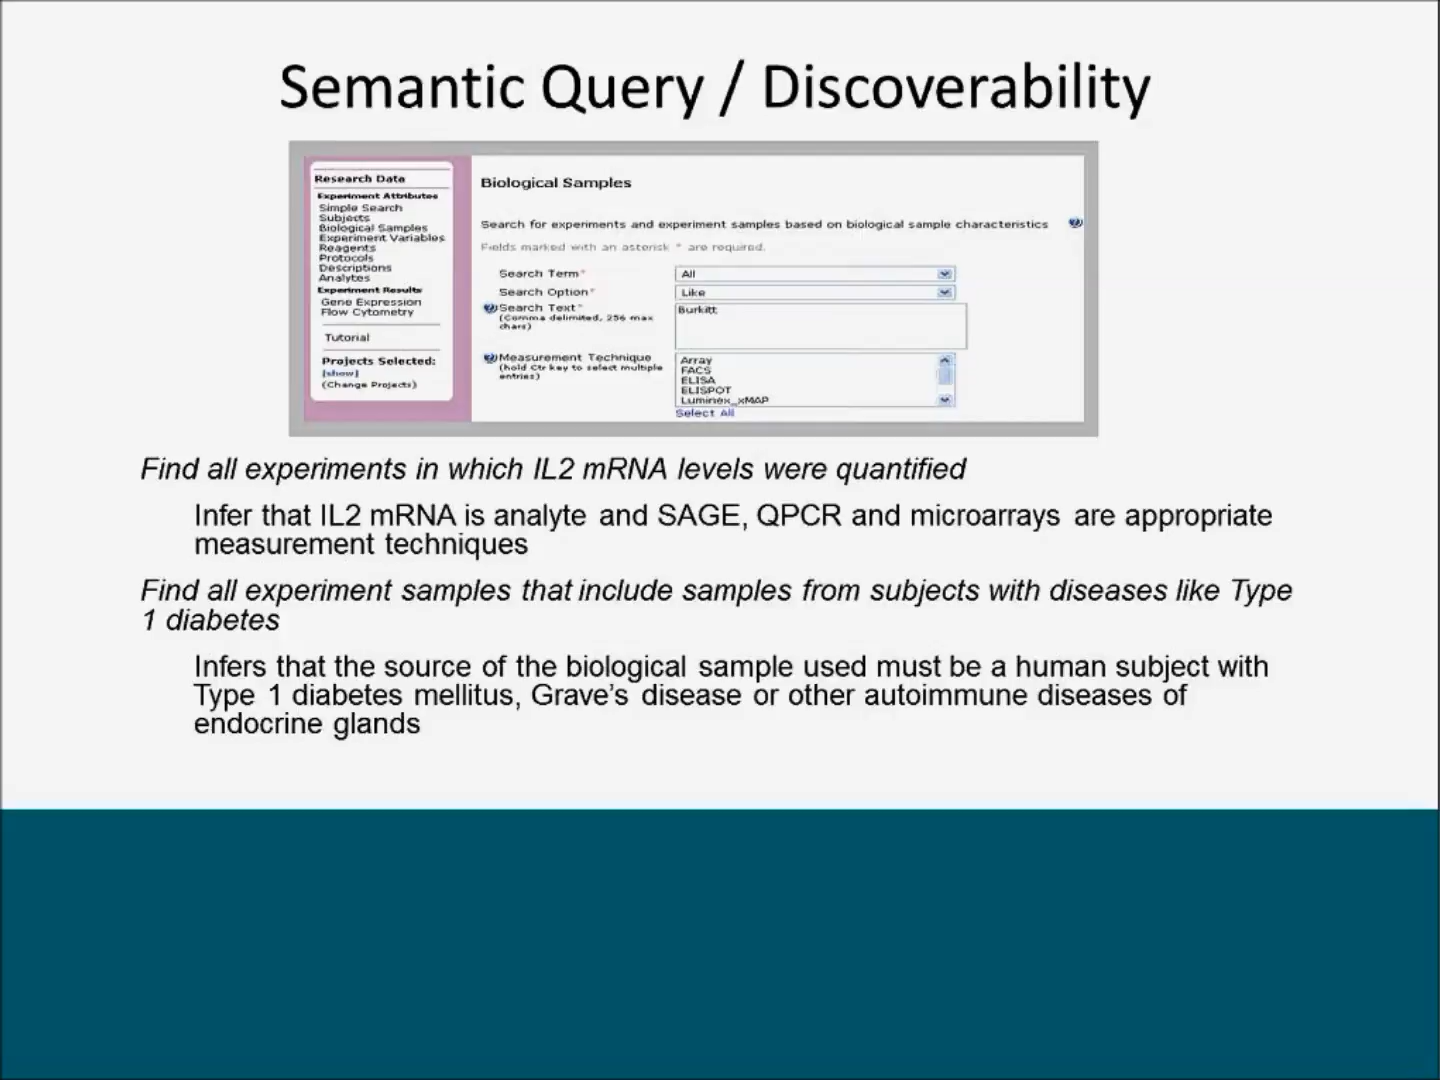 Semantic Query / Discoverability
Research Data
Experiment Attributes
Simple Search
Subjects
Biological Samples
Experiment Variables
Reagents
Protocols
Descriptions
Analytes
Experiment Results
Gene Expression
Flow Cytometry
Tutorial
Projects Selected:
[show]
(Change Projects)
Biological Samples
Search for experiments and experiment samples based on biological sample characteristics
Fields marked with an asterisk * are required.
Search Term* All
Search Option* Like
Search Text* Burkitt
(Comma delimited, 256 max
chars)
Measurement Technique
(hold Ctr key to select multiple
entries)
Array
FACS
ELISA
ELISPOT
Luminex_xMAP
Select All
Find all experiments in which IL2 mRNA levels were quantified
Infer that IL2 mRNA is analyte and SAGE, QPCR and microarrays are appropriate
measurement techniques
Find all experiment samples that include samples from subjects with diseases like Type
1 diabetes
Infers that the source of the biological sample used must be a human subject with
Type 1 diabetes mellitus, Grave’s disease or other autoimmune diseases of
endocrine glands